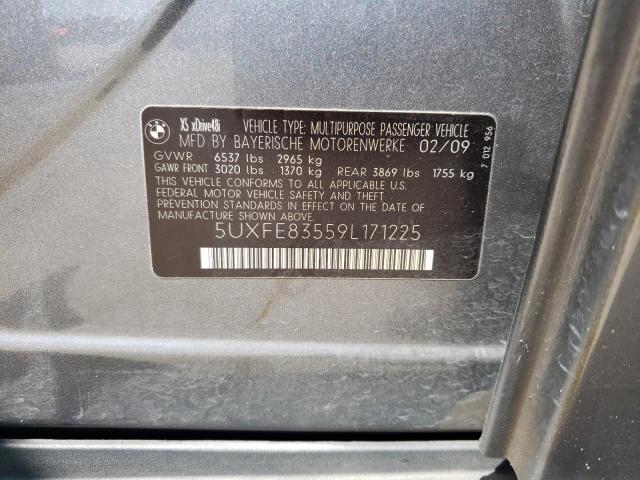 BMW
X5 xDrive48i
VEHICLE TYPE: MULTIPURPOSE PASSENGER VEHICLE
MFD BY BAYERISCHE MOTORENWERKE 02/09
GVWR 6537 lbs 2965 kg
GAWR FRONT 3020 lbs 1370 kg REAR 3869 lbs 1755 kg
THIS VEHICLE CONFORMS TO ALL APPLICABLE U.S.
FEDERAL MOTOR VEHICLE SAFETY, BUMPER, AND THEFT
PREVENTION STANDARDS IN EFFECT ON THE DATE OF
MANUFACTURE SHOWN ABOVE.
5UXFE83559L171225
7 012 956